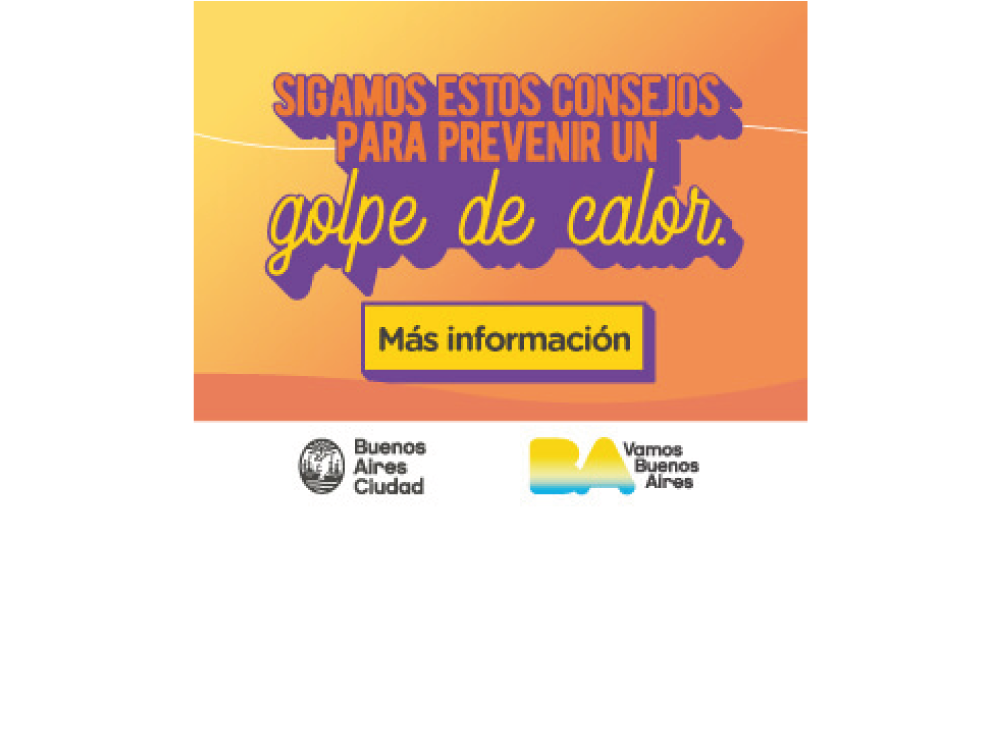 SIGAMOS ESTOS CONSEJOS
PARA PREVENIR UN
golpe de calor.
Más información
Buenos
Aires
Ciudad
BA
Vamos
Buenos
Aires